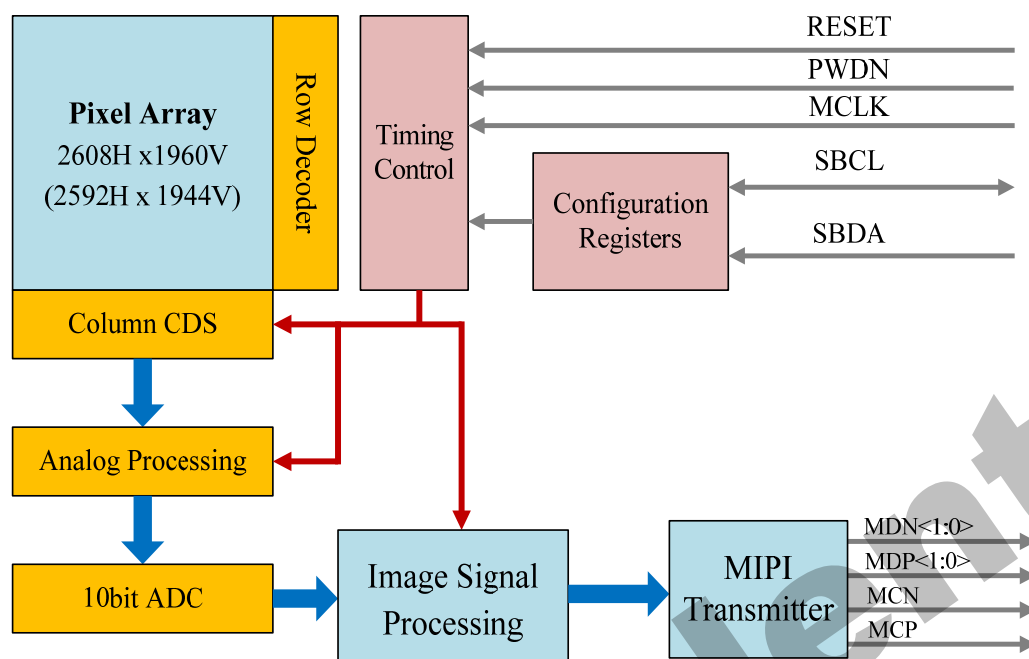 Pixel Array
2608H x1960V
(2592H x 1944V)
Row Decoder
Timing
Control
RESET
PWDN
MCLK
SBCL
SBDA
Configuration
Registers
Column CDS
Analog Processing
10bit ADC
Image Signal
Processing
MIPI
Transmitter
MDN<1:0>
MDP<1:0>
MCN
MCP
lent